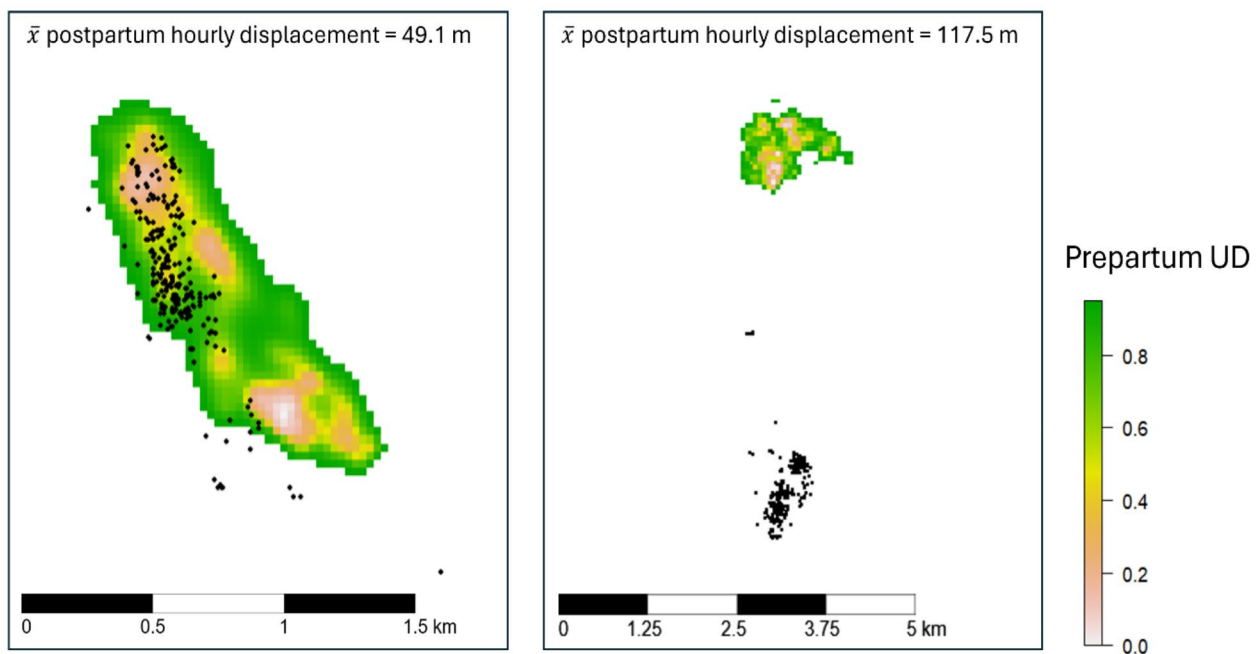 x̄ postpartum hourly displacement = 49.1 m
x̄ postpartum hourly displacement = 117.5 m
Prepartum UD
0.8
0.6
0.4
0.2
0.0
0 0.5 1 1.5 km
0 1.25 2.5 3.75 5 km